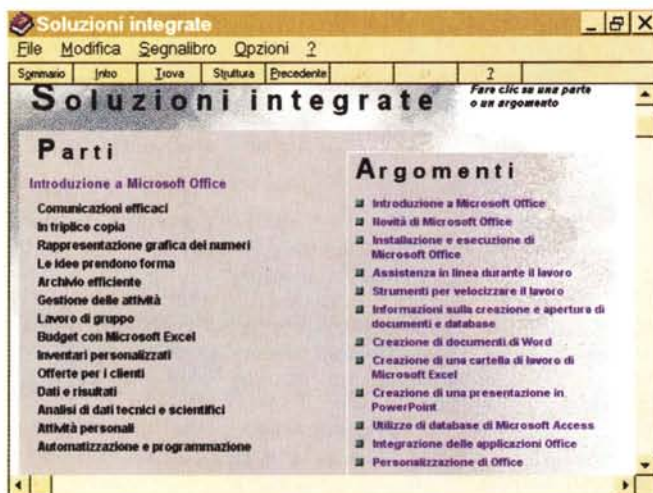 Soluzioni integrate
File Modifica Segnalibro Opzioni ?
Sommario Intro Trova Struttura Precedente ?
Soluzioni integrate
Fare clic su una parte
o un argomento
Parti
Introduzione a Microsoft Office
Comunicazioni efficaci
In triplice copia
Rappresentazione grafica dei numeri
Le idee prendono forma
Archivio efficiente
Gestione delle attività
Lavoro di gruppo
Budget con Microsoft Excel
Inventari personalizzati
Offerte per i clienti
Dati e risultati
Analisi di dati tecnici e scientifici
Attività personali
Automatizzazione e programmazione
Argomenti
Introduzione a Microsoft Office
Novità di Microsoft Office
Installazione e esecuzione di
Microsoft Office
Assistenza in linea durante il lavoro
Strumenti per velocizzare il lavoro
Informazioni sulla creazione e apertura di
documenti e database
Creazione di documenti di Word
Creazione di una cartella di lavoro di
Microsoft Excel
Creazione di una presentazione in
PowerPoint
Utilizzo di database di Microsoft Access
Integrazione delle applicazioni Office
Personalizzazione di Office